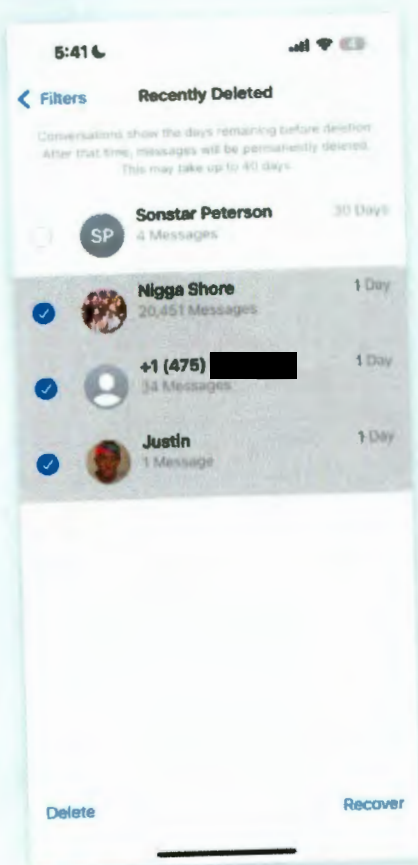 5:41
Filters
Recently Deleted
Conversations show the days remaining before deletion.
After that time, messages will be permanently deleted.
This may take up to 40 days.
SP
Sonstar Peterson
30 Days
4 Messages
Nigga Shore
1 Day
20,451 Messages
+1 (475)
1 Day
34 Messages
Justin
1 Day
1 Message
Delete
Recover